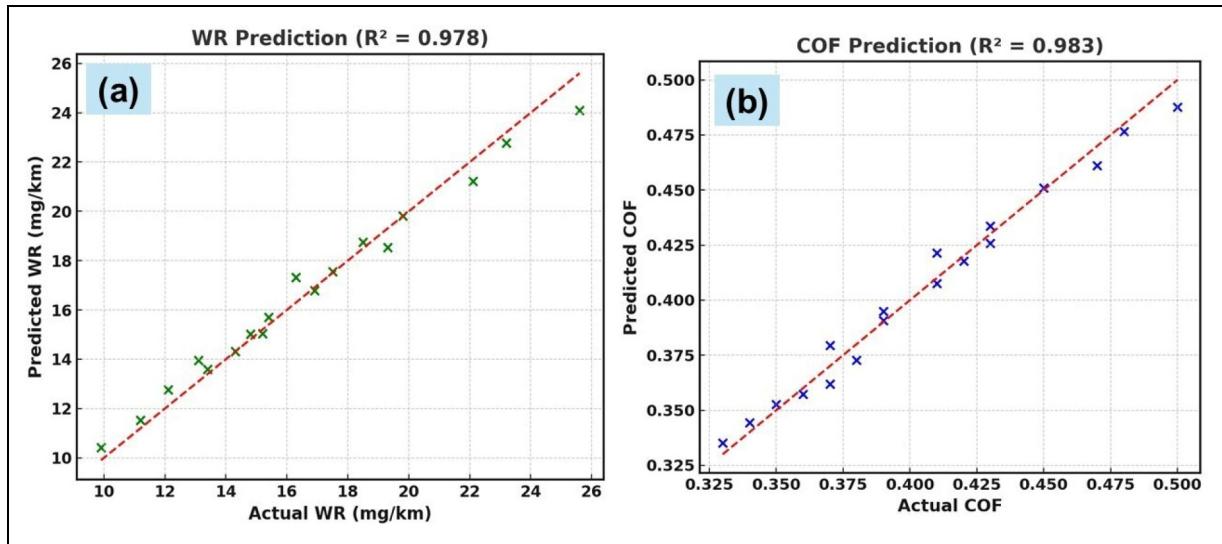 WR Prediction (R² = 0.978)
(a)
26
24
22
20
18
16
14
12
10
Predicted WR (mg/km)
10 12 14 16 18 20 22 24 26
Actual WR (mg/km)
COF Prediction (R² = 0.983)
(b)
0.500
0.475
0.450
0.425
0.400
0.375
0.350
0.325
Predicted COF
0.325 0.350 0.375 0.400 0.425 0.450 0.475 0.500
Actual COF